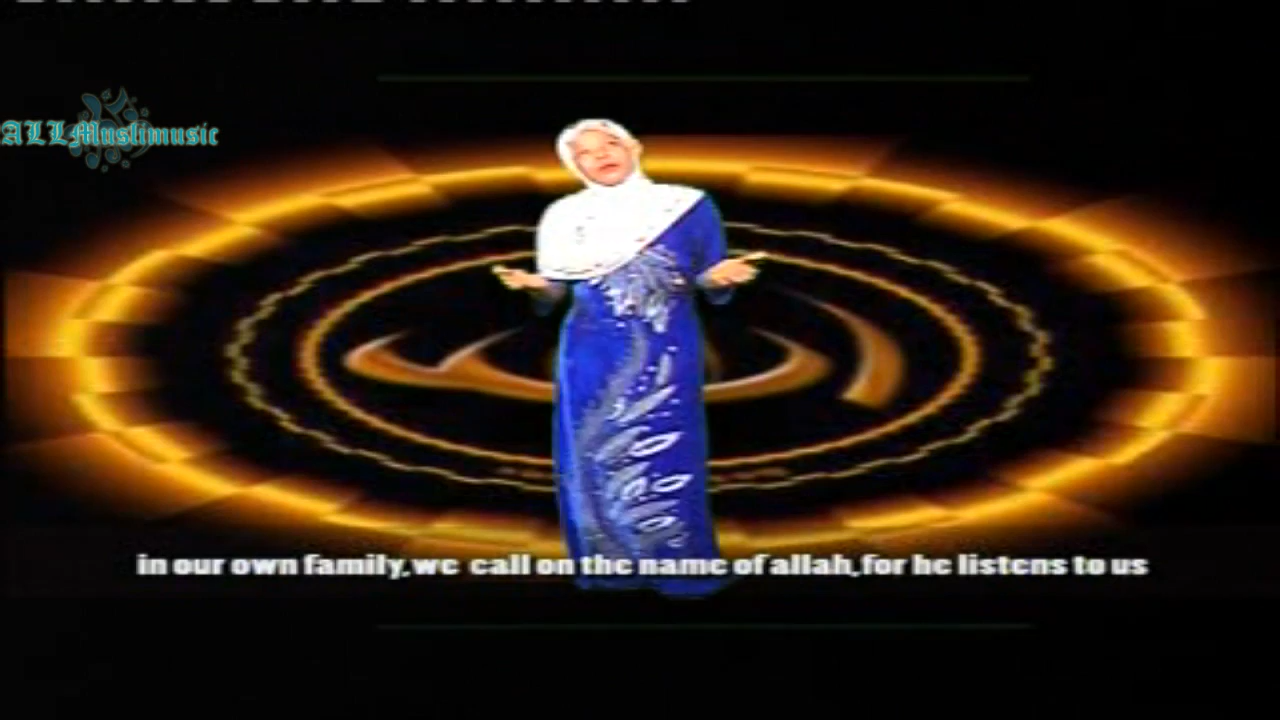 ALLMuslimusic
in our own family,we call on the name of allah,for he listens to us